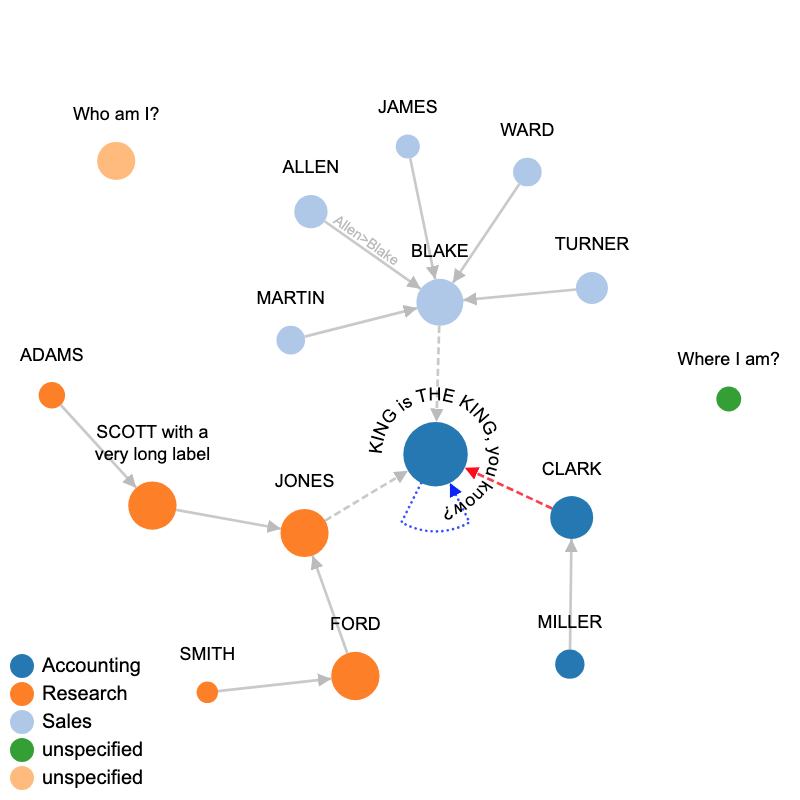 JAMES
Who am I?
WARD
ALLEN
Allen>Blake
BLAKE
TURNER
MARTIN
ADAMS
Where I am?
KING is THE KING, you know?
SCOTT with a
very long label
CLARK
JONES
MILLER
FORD
SMITH
Accounting
Research
Sales
unspecified
unspecified